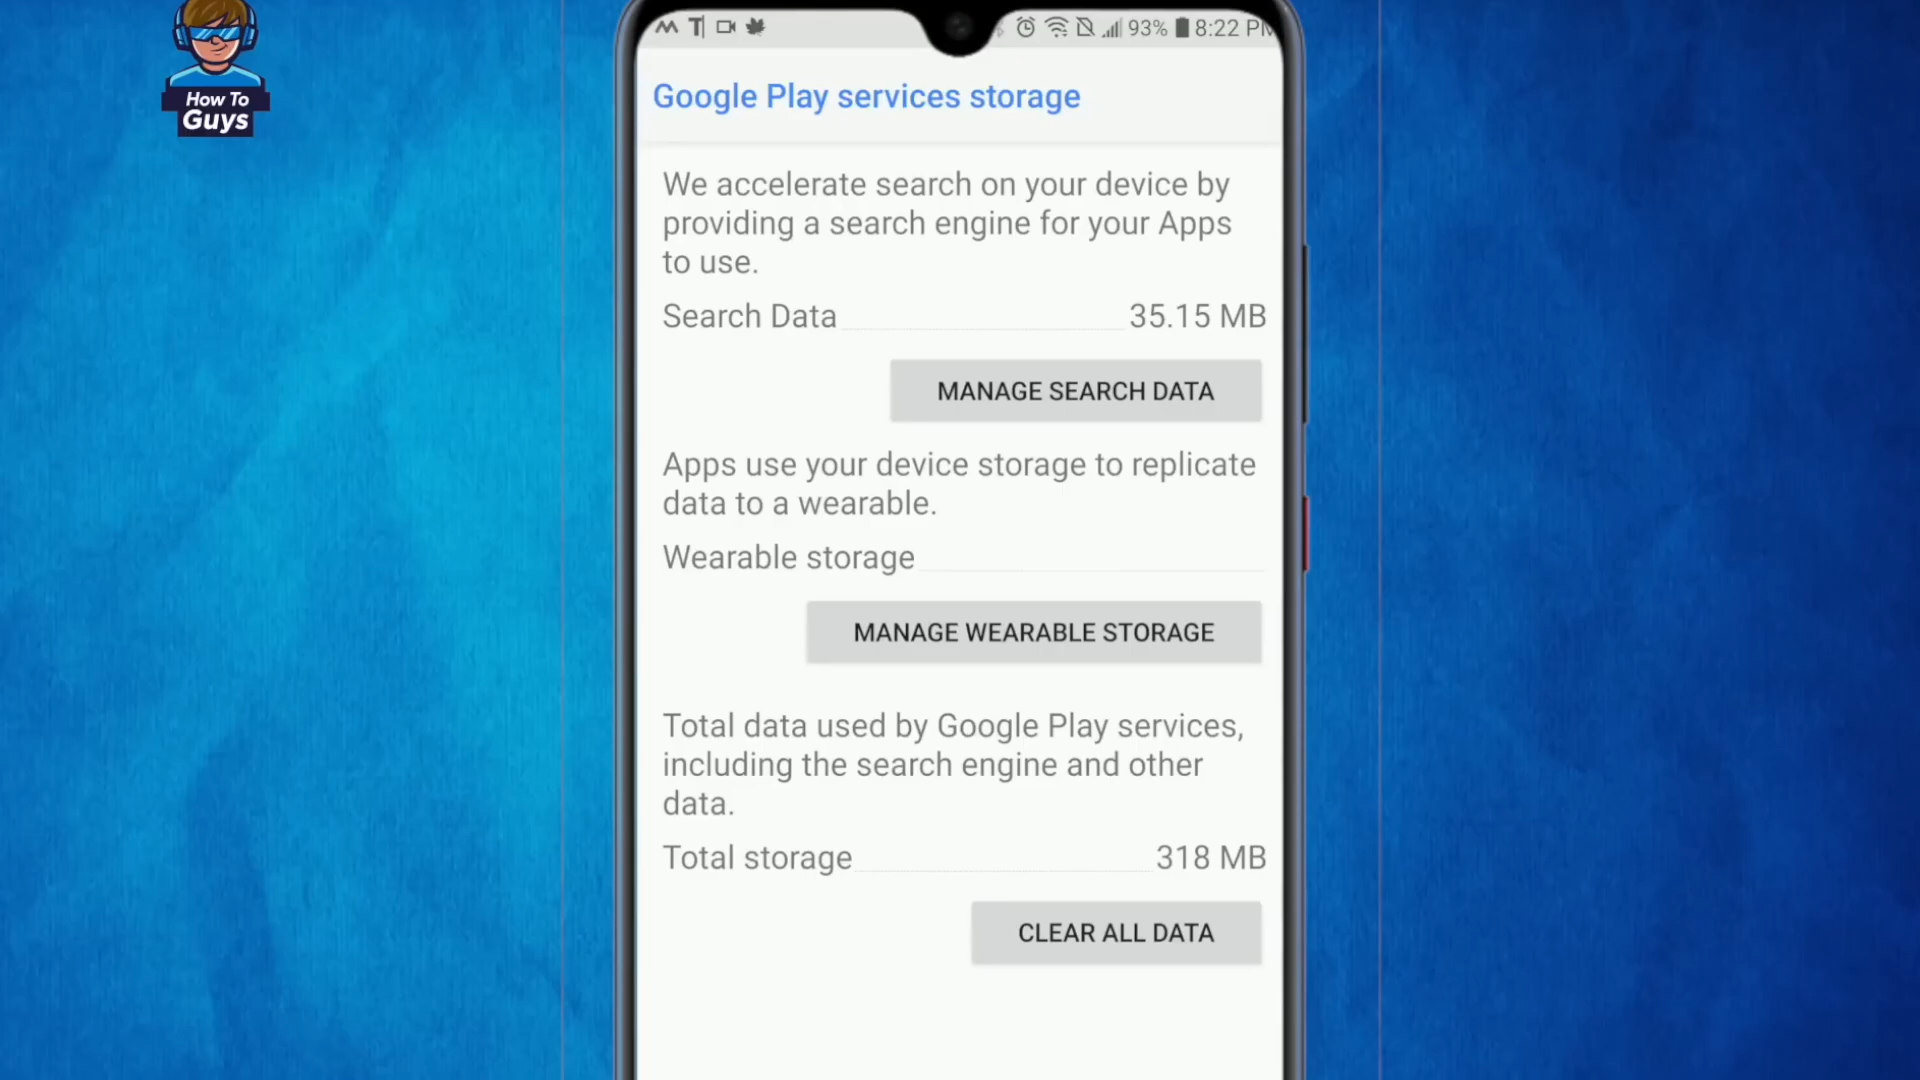 How To
Guys
93% 8:22 PM
Google Play services storage
We accelerate search on your device by
providing a search engine for your Apps
to use.
Search Data 35.15 MB
MANAGE SEARCH DATA
Apps use your device storage to replicate
data to a wearable.
Wearable storage
MANAGE WEARABLE STORAGE
Total data used by Google Play services,
including the search engine and other
data.
Total storage 318 MB
CLEAR ALL DATA